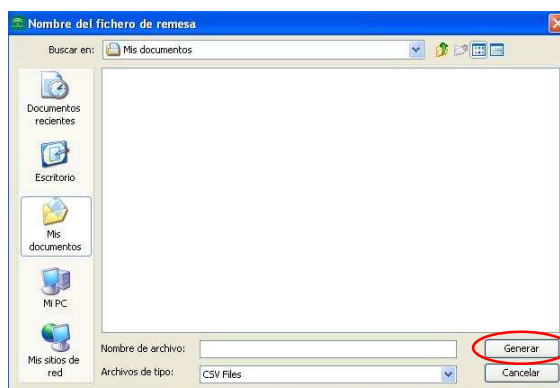 Nombre del fichero de remesa
Buscar en:
Mis documentos
Documentos
recientes
Escritorio
Mis
documentos
Mi PC
Mis sitios de
red
Nombre de archivo:
Generar
Archivos de tipo:
CSV Files
Cancelar